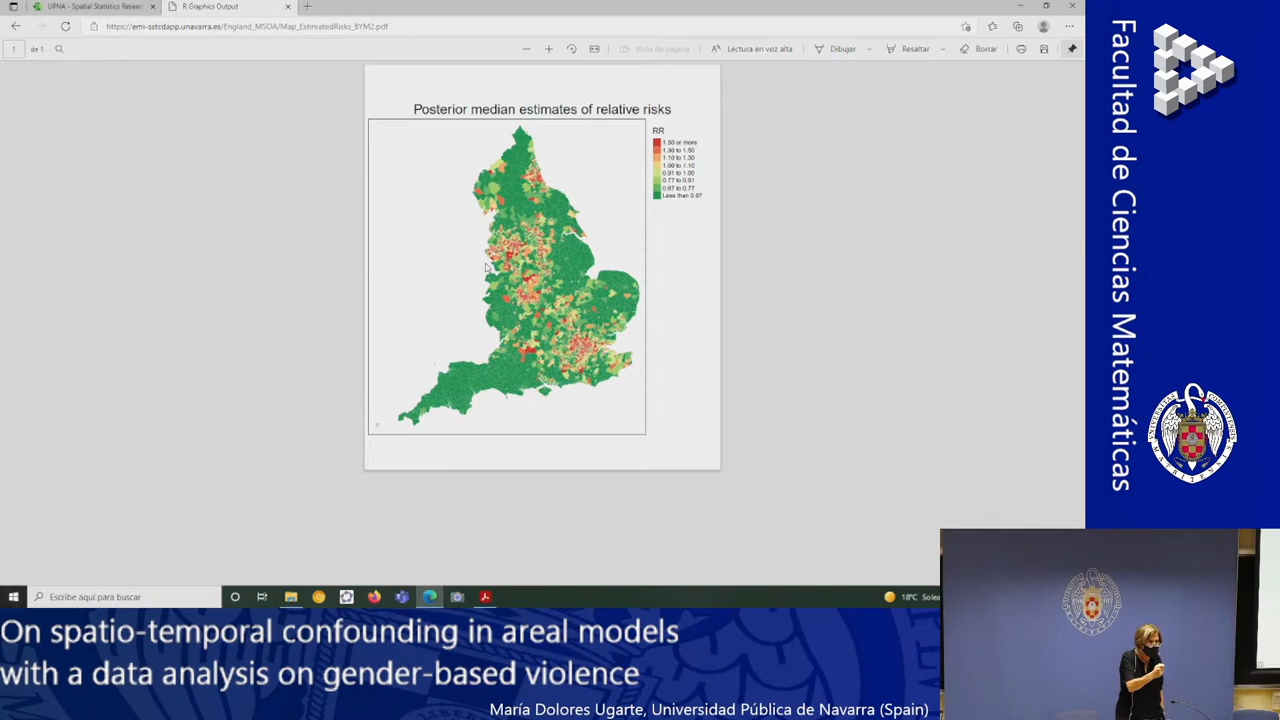 UPNA - Spatial Statistics Resear
R Graphics Output
https://emi-sstcdapp.unavarra.es/England_MSOA/Map_EstimatedRisks_BYM2.pdf
1
de 1
Vista de página
Lectura en voz alta
Dibujar
Resaltar
Borrar
Posterior median estimates of relative risks
RR
1.50 or more
1.30 to 1.50
1.10 to 1.30
1.00 to 1.10
0.91 to 1.00
0.77 to 0.91
0.67 to 0.77
Less than 0.67
Escribe aquí para buscar
18°C Solea
Facultad de Ciencias Matemáticas
On spatio-temporal confounding in areal models
with a data analysis on gender-based violence
María Dolores Ugarte, Universidad Pública de Navarra (Spain)